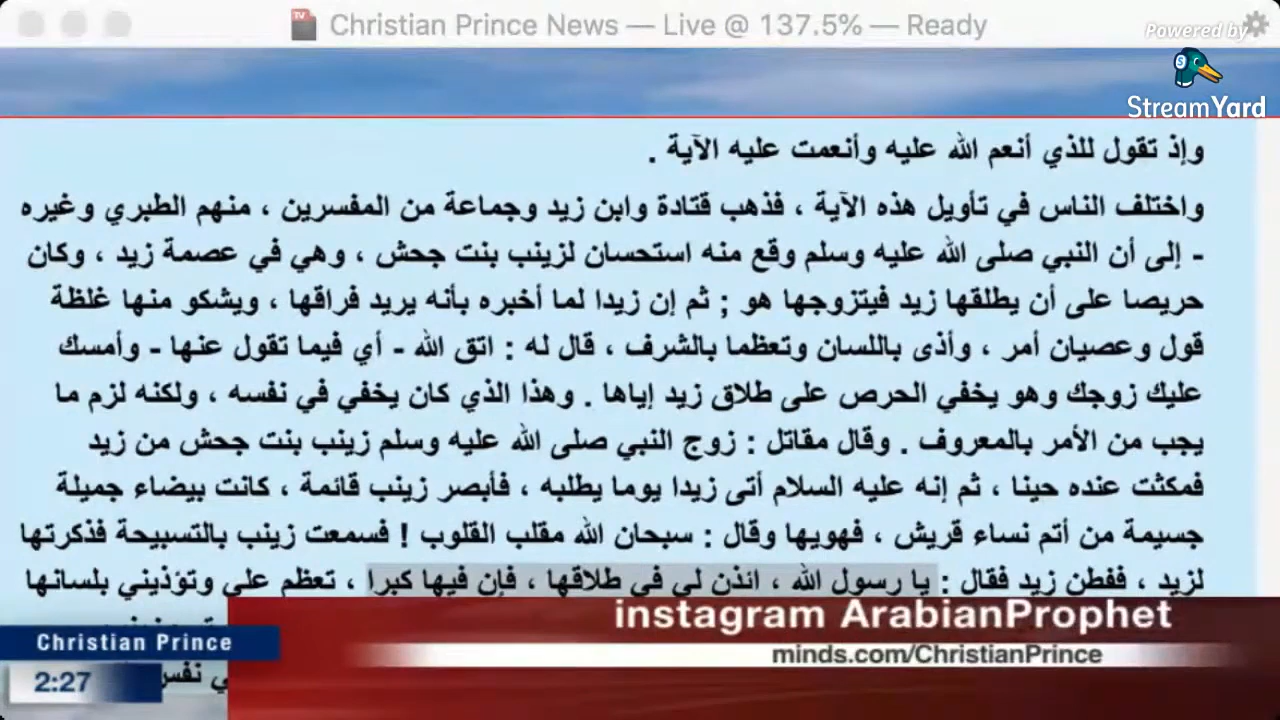 Christian Prince News — Live @ 137.5% — Ready
Powered by
StreamYard
وإذ تقول للذي أنعم الله عليه وأنعمت عليه الآية .
واختلف الناس في تأويل هذه الآية ، فذهب قتادة وابن زيد وجماعة من المفسرين ، منهم الطبري وغيره
- إلى أن النبي صلى الله عليه وسلم وقع منه استحسان لزينب بنت جحش ، وهي في عصمة زيد ، وكان
حريصا على أن يطلقها زيد فيتزوجها هو ; ثم إن زيدا لما أخبره بأنه يريد فراقها ، ويشكو منها غلظة
قول وعصيان أمر ، وأذى باللسان وتعظما بالشرف ، قال له : اتق الله - أي فيما تقول عنها - وأمسك
عليك زوجك وهو يخفي الحرص على طلاق زيد إياها . وهذا الذي كان يخفي في نفسه ، ولكنه لزم ما
يجب من الأمر بالمعروف . وقال مقاتل : زوج النبي صلى الله عليه وسلم زينب بنت جحش من زيد
فمكثت عنده حينا ، ثم إنه عليه السلام أتى زيدا يوما يطلبه ، فأبصر زينب قائمة ، كانت بيضاء جميلة
جسيمة من أتم نساء قريش ، فهويها وقال : سبحان الله مقلب القلوب ! فسمعت زينب بالتسبيحة فذكرتها
لزيد ، ففطن زيد فقال : يا رسول الله ، ائذن لي في طلاقها ، فإن فيها كبرا ، تعظم علي وتؤذيني بلسانها
instagram ArabianProphet
Christian Prince
minds.com/ChristianPrince
2:27